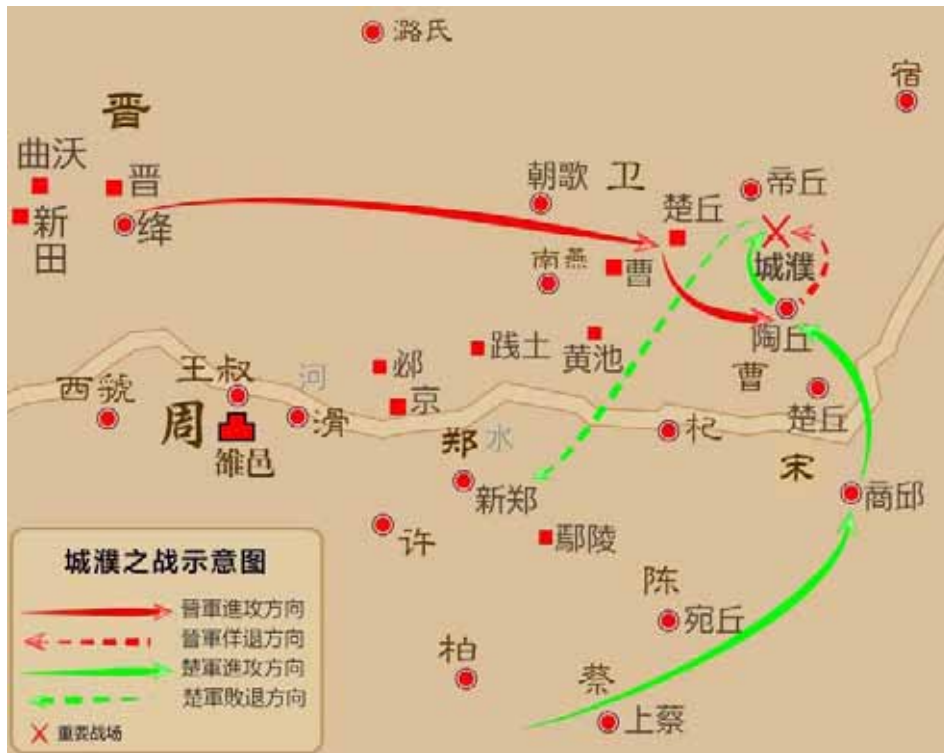 潞氏
宿
晋
曲沃
晋
新田
绛
朝歌
卫
帝丘
楚丘
城濮
南燕
曹
陶丘
践土
黄池
邲
曹
楚丘
京
王叔
河
西虢
滑
周
雒邑
郑
水
杞
宋
新郑
商邱
许
鄢陵
陈
宛丘
柏
蔡
上蔡
城濮之战示意图
晉軍進攻方向
晉軍佯退方向
楚軍進攻方向
楚軍敗退方向
重要战场